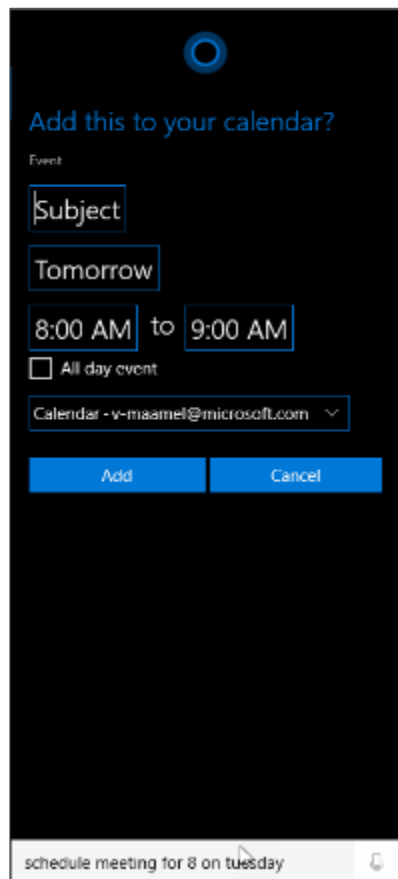 Add this to your calendar?
Event
Subject
Tomorrow
8:00 AM to 9:00 AM
All day event
Calendar - v-maamel@microsoft.com
Add Cancel
schedule meeting for 8 on tuesday